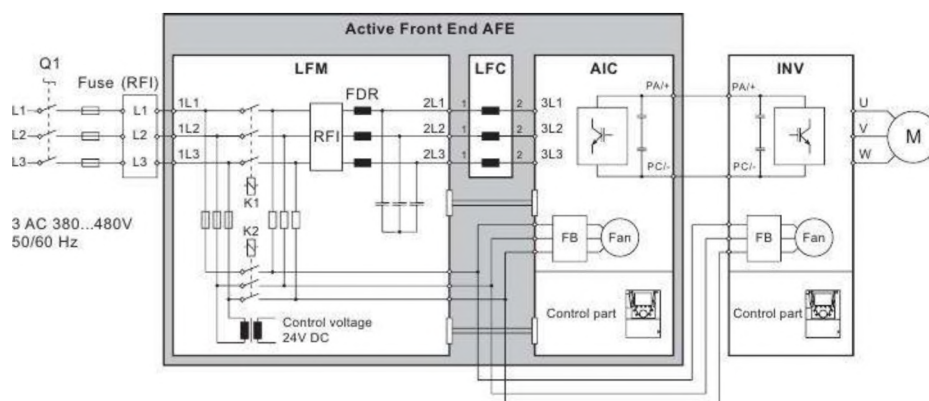 Active Front End AFE
Q1
Fuse (RFI)
LFM
LFC
AIC
INV
FDR
L1
L1
1L1
2L1
1
2
3L1
L2
L2
1L2
RFI
2L2
1
2
3L2
L3
L3
1L3
2L3
1
2
3L3
PA/+
PA/+
PC/-
PC/-
U
V
W
M
K1
K2
3 AC 380...480V
50/60 Hz
FB
Fan
FB
Fan
Control voltage
24V DC
Control part
Control part